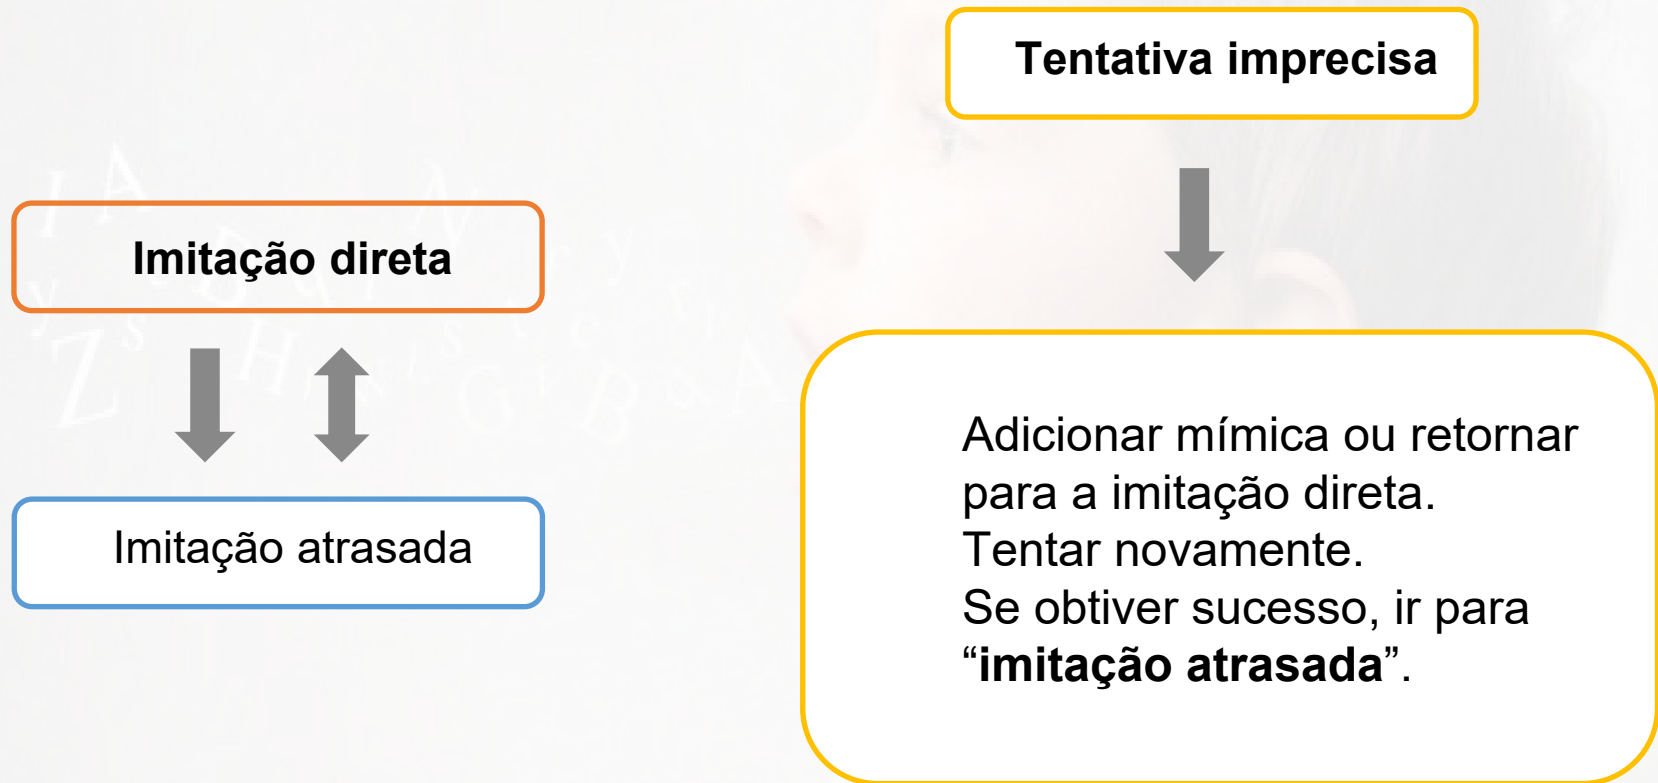 Tentativa imprecisa
Imitação direta
Imitação atrasada
Adicionar mímica ou retornar
para a imitação direta.
Tentar novamente.
Se obtiver sucesso, ir para
“imitação atrasada”.